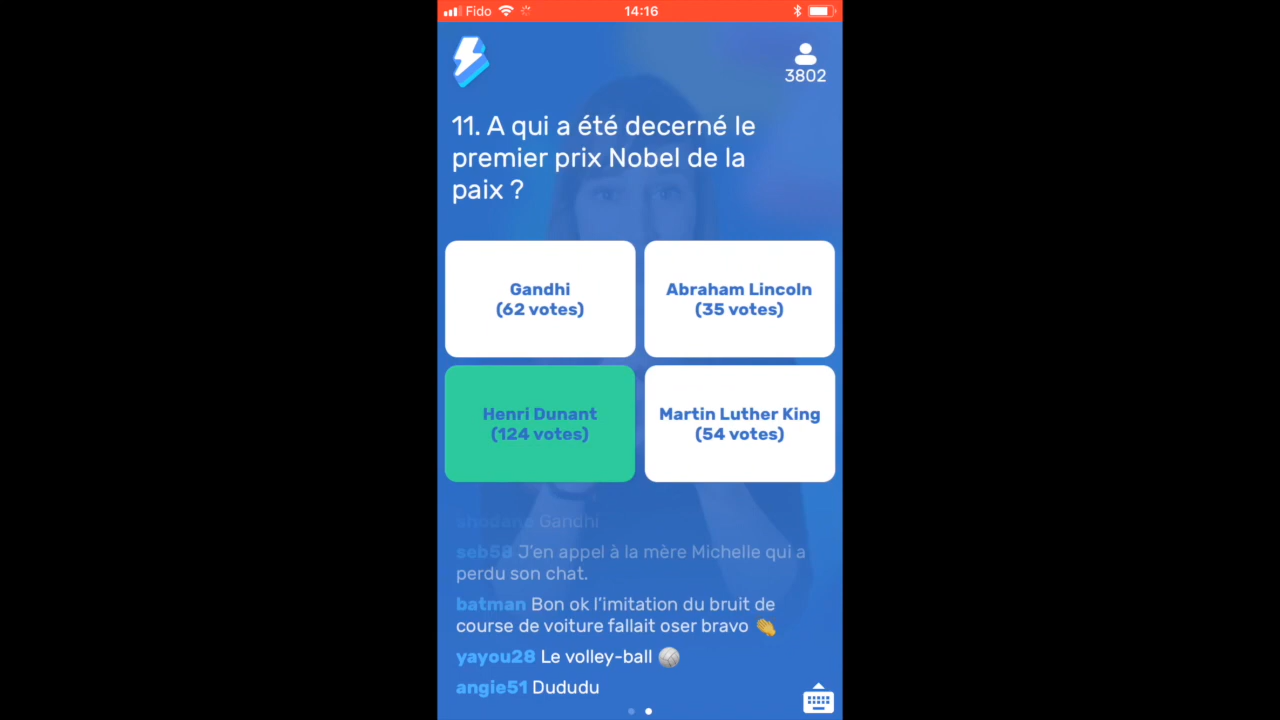 Fido
14:16
3802
11. A qui a été decerné le
premier prix Nobel de la
paix ?
Gandhi
(62 votes)
Abraham Lincoln
(35 votes)
Henri Dunant
(124 votes)
Martin Luther King
(54 votes)
shodano Gandhi
seb58 J'en appel à la mère Michelle qui a
perdu son chat.
batman Bon ok l'imitation du bruit de
course de voiture fallait oser bravo 👏
yayou28 Le volley-ball 🏐
angie51 Dududu